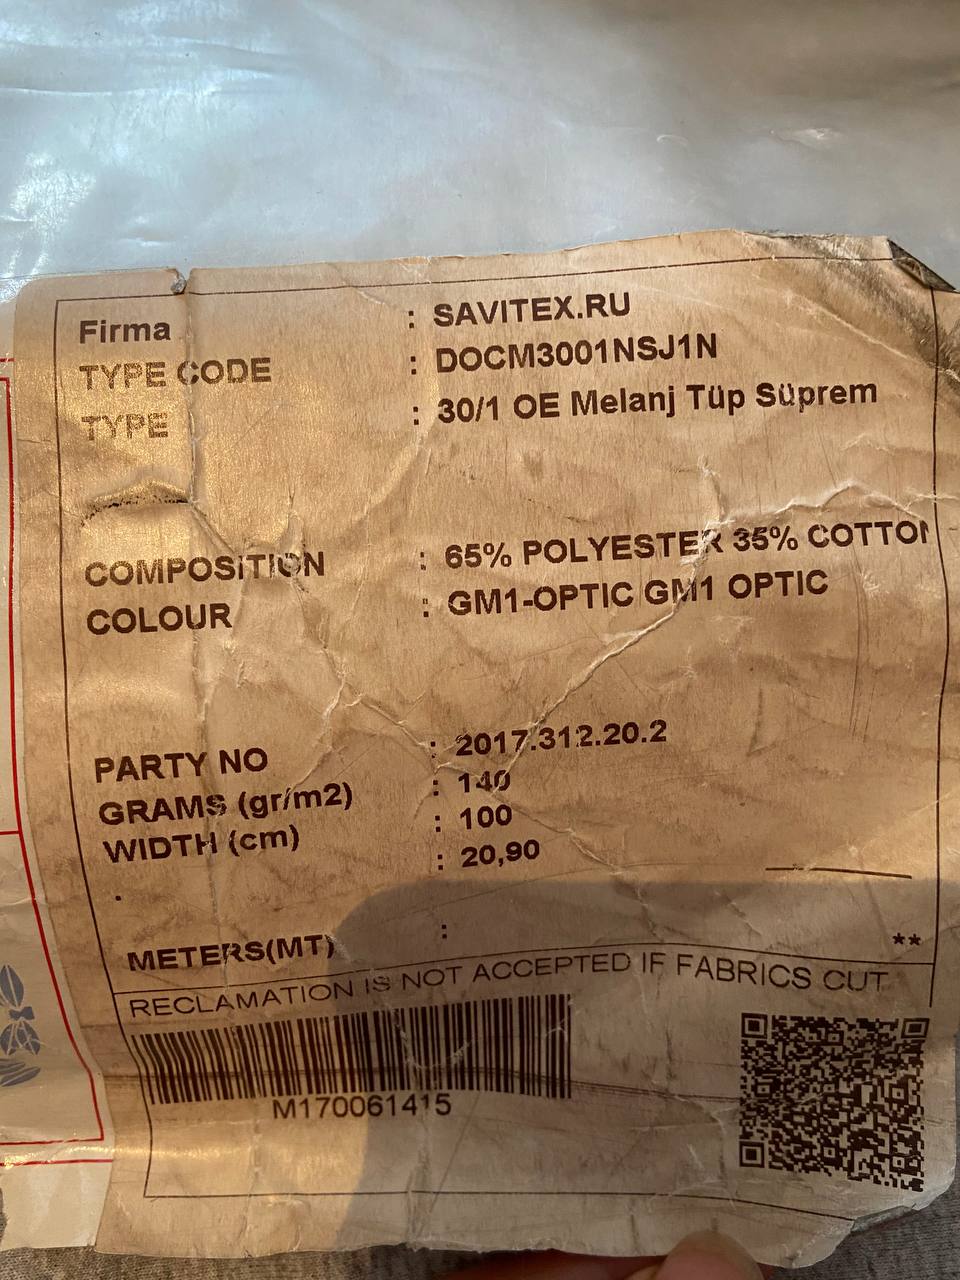 Firma : SAVITEX.RU
TYPE CODE : DOCM3001NSJ1N
TYPE : 30/1 OE Melanj Tüp Süprem
COMPOSITION : 65% POLYESTER 35% COTTON
COLOUR : GM1-OPTIC GM1 OPTIC
PARTY NO : 2017.312.20.2
GRAMS (gr/m2) : 140
WIDTH (cm) : 100
. : 20,90
METERS(MT) :
**
RECLAMATION IS NOT ACCEPTED IF FABRICS CUT
M170061415